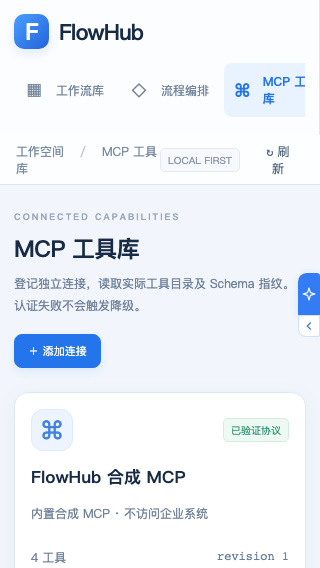 F FlowHub
工作流库 流程编排 MCP 工
库
工作空间 / MCP 工具 LOCAL FIRST ↻ 刷
库 新
CONNECTED CAPABILITIES
MCP 工具库
登记独立连接，读取实际工具目录及 Schema 指纹。
认证失败不会触发降级。
+ 添加连接
已验证协议
FlowHub 合成 MCP
内置合成 MCP · 不访问企业系统
4 工具 revision 1